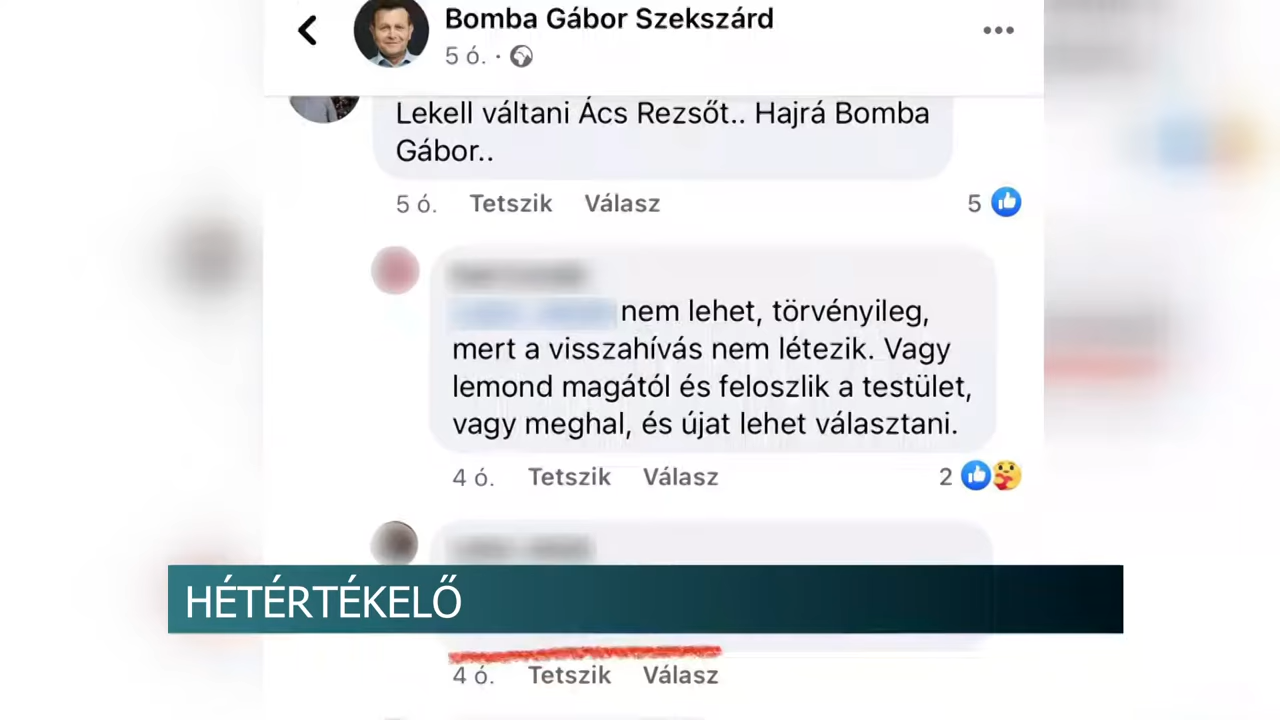 Bomba Gábor Szekszárd
5 ó. ·
Lekell váltani Ács Rezsőt.. Hajrá Bomba
Gábor..
5 ó. Tetszik Válasz 5
nem lehet, törvényileg,
mert a visszahívás nem létezik. Vagy
lemond magától és feloszlik a testület,
vagy meghal, és újat lehet választani.
4 ó. Tetszik Válasz 2
HÉTÉRTÉKELŐ
4 ó. Tetszik Válasz